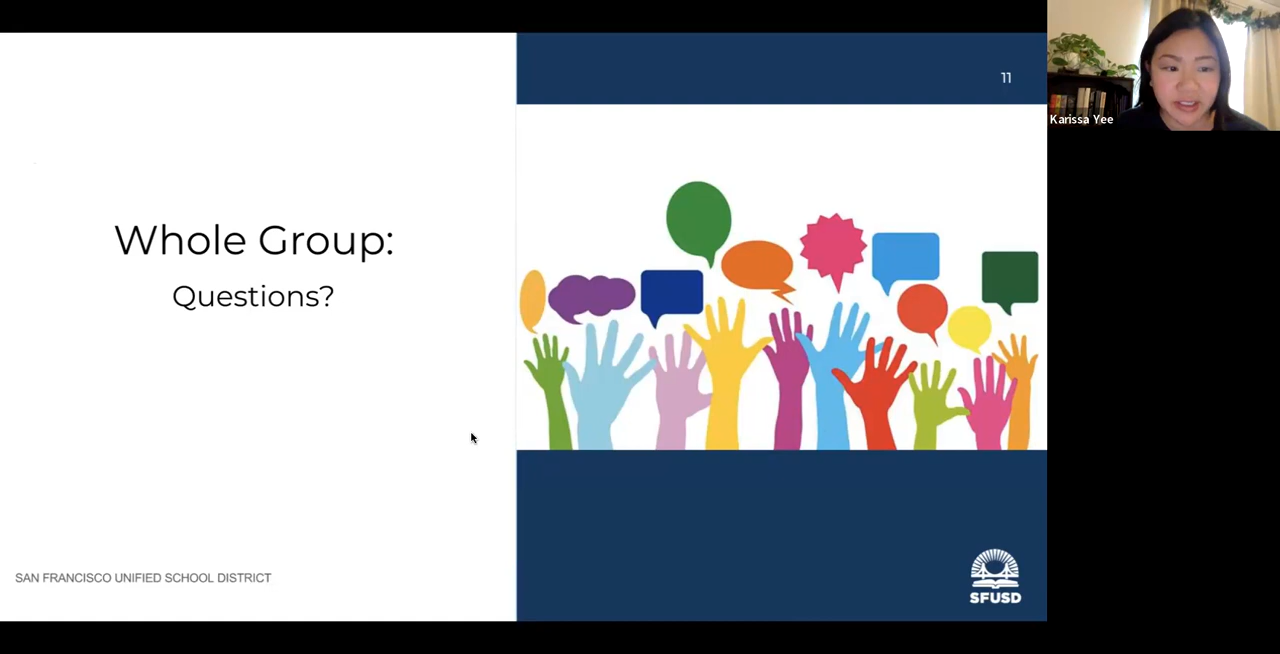 11
Karissa Yee
Whole Group:
Questions?
SAN FRANCISCO UNIFIED SCHOOL DISTRICT
SFUSD